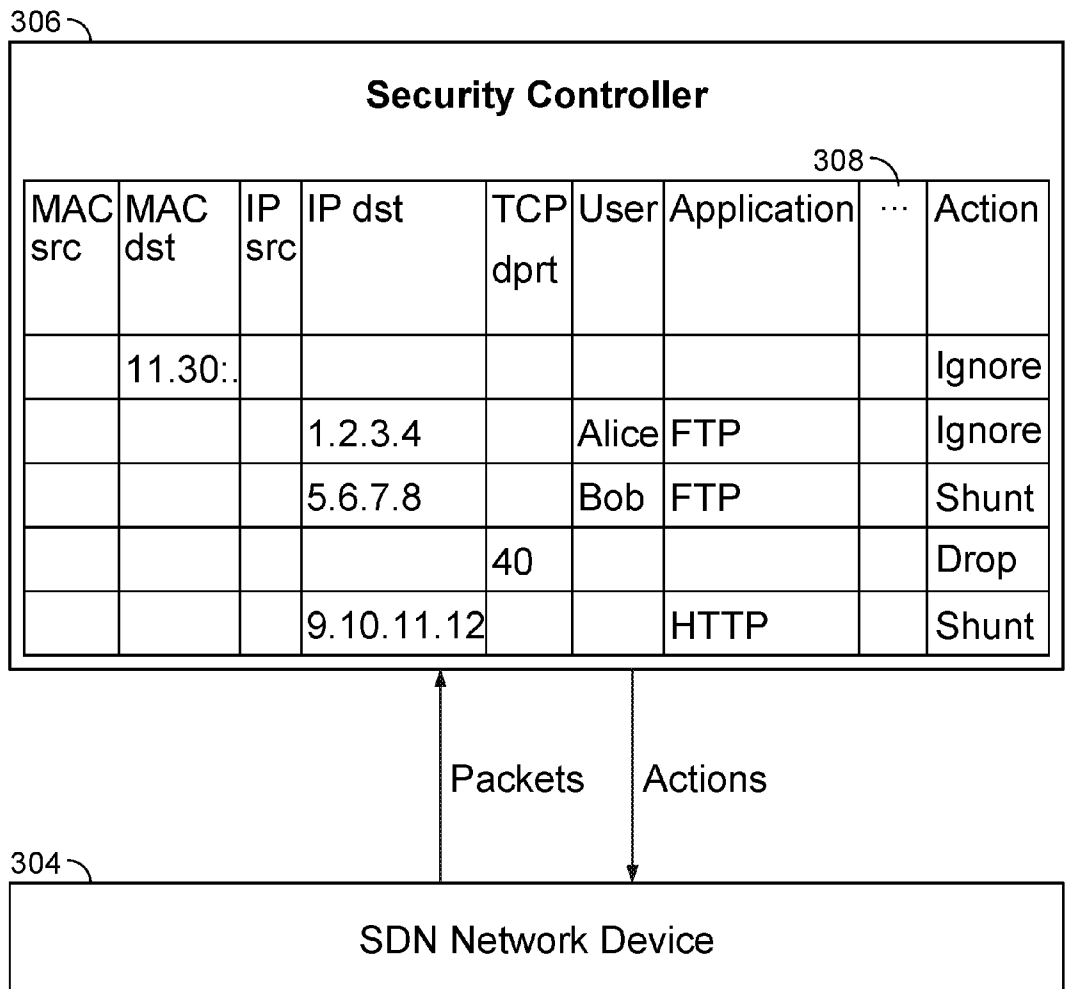 306
Security Controller
308
MAC src MAC dst IP src IP dst TCP dprt User Application ... Action
11.30:. Ignore
1.2.3.4 Alice FTP Ignore
5.6.7.8 Bob FTP Shunt
40 Drop
9.10.11.12 HTTP Shunt
Packets Actions
304
SDN Network Device